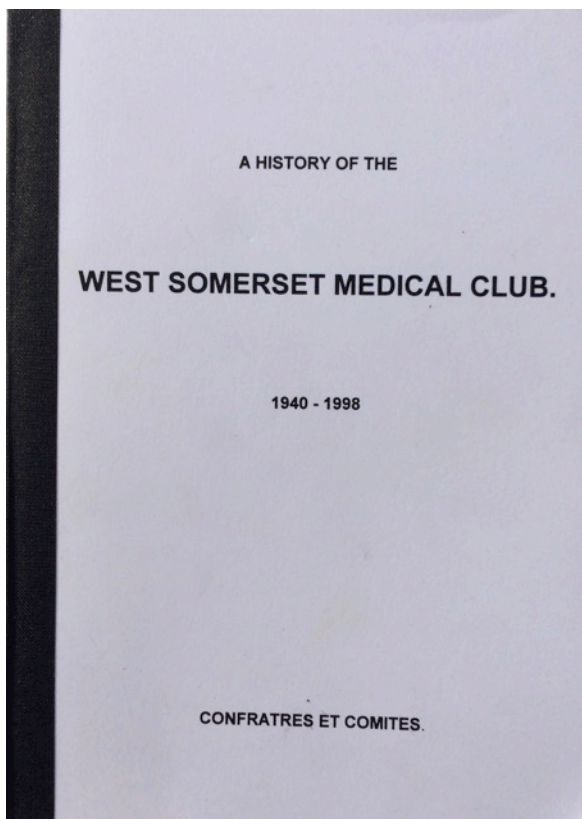 A HISTORY OF THE
WEST SOMERSET MEDICAL CLUB.
1940 - 1998
CONFRATRES ET COMITES.